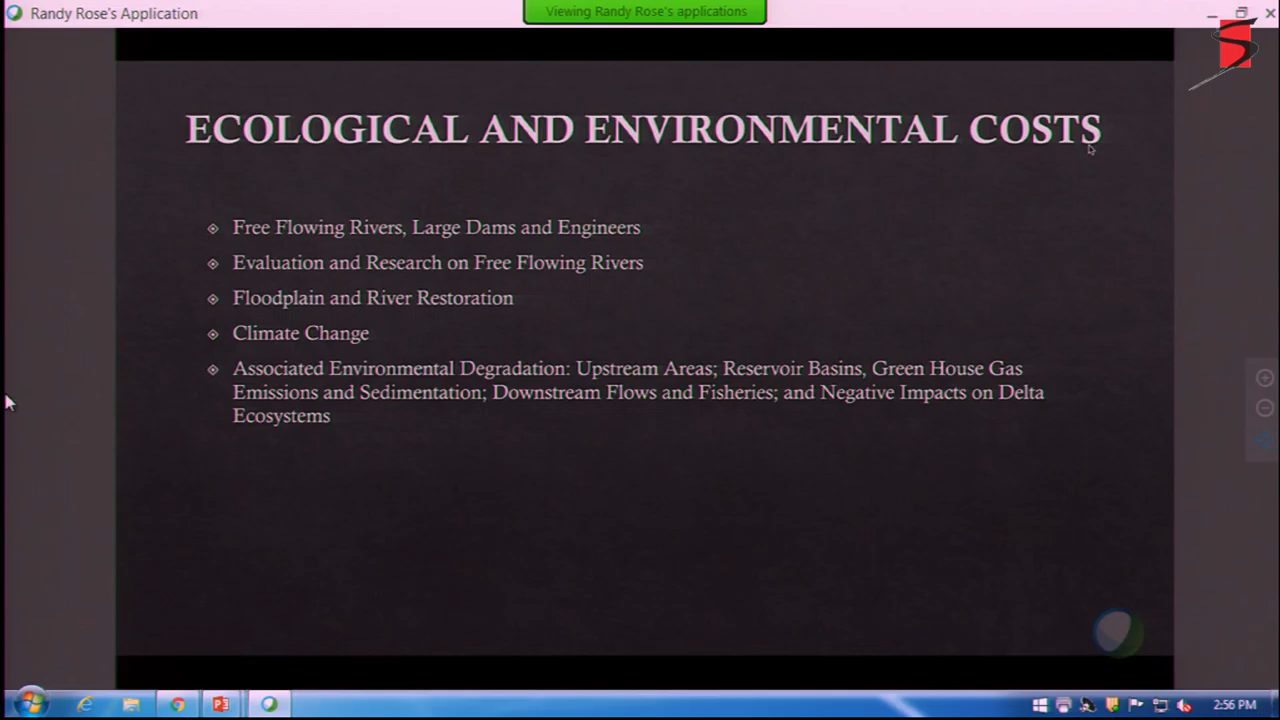 Randy Rose's Application
Viewing Randy Rose's applications
ECOLOGICAL AND ENVIRONMENTAL COSTS
Free Flowing Rivers, Large Dams and Engineers
Evaluation and Research on Free Flowing Rivers
Floodplain and River Restoration
Climate Change
Associated Environmental Degradation: Upstream Areas; Reservoir Basins, Green House Gas
Emissions and Sedimentation; Downstream Flows and Fisheries; and Negative Impacts on Delta
Ecosystems
2:56 PM